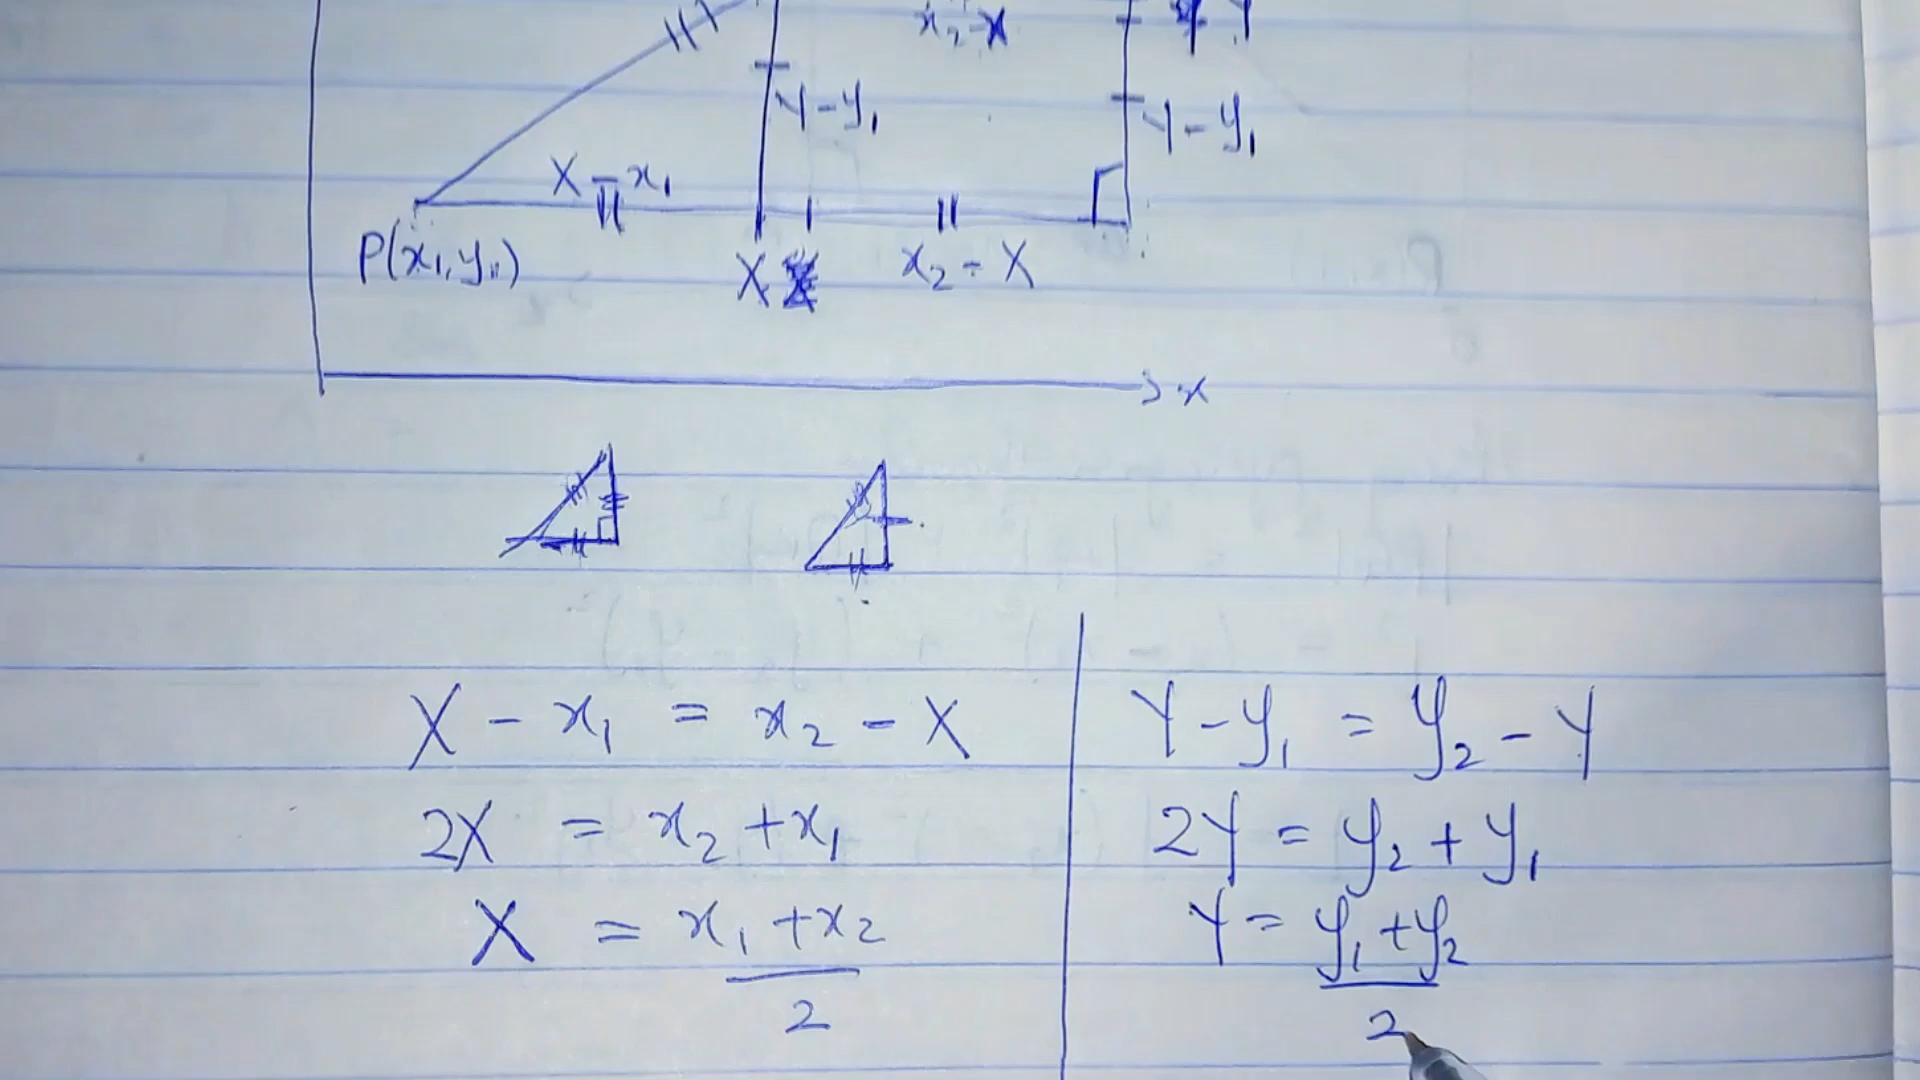 x₂-X Y
Y-y₁ Y-y₁
X-x₁
P(x₁,y₁) X x₂-X
x
X - x₁ = x₂ - X
2X = x₂ + x₁
X = x₁ + x₂ / 2
Y - y₁ = y₂ - Y
2Y = y₂ + y₁
Y = y₁ + y₂ / 2